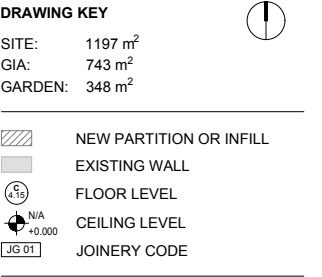 DRAWING KEY
SITE: 1197 m²
GIA: 743 m²
GARDEN: 348 m²
NEW PARTITION OR INFILL
EXISTING WALL
C
4.15
FLOOR LEVEL
N/A
+0.000
CEILING LEVEL
JG 01 JOINERY CODE